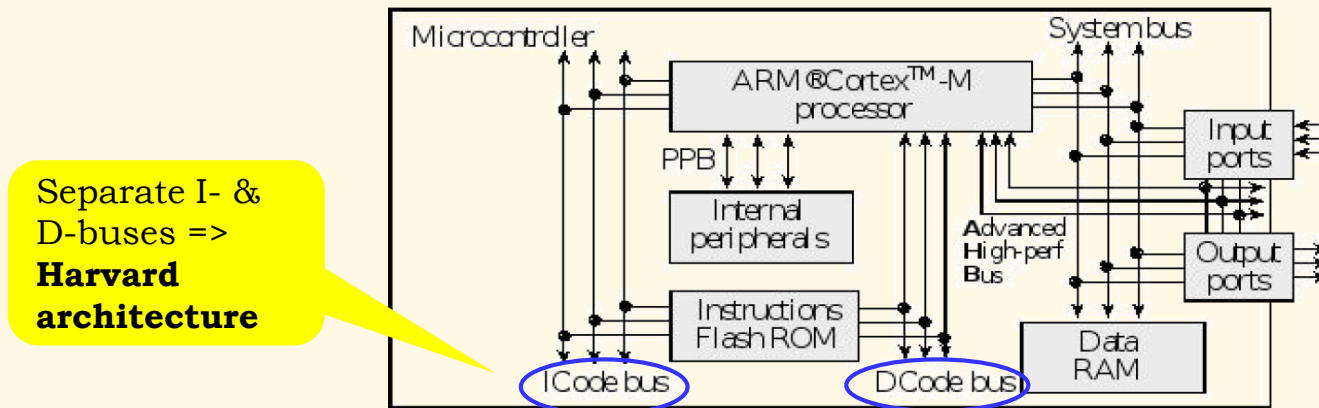 Separate I- &
D-buses =>
Harvard
architecture
Microcontroller
System bus
ARM®Cortex™-M
processor
PPB
Internal
peripherals
Input
ports
Advanced
High-perf
Bus
Output
ports
Instructions
Flash ROM
Data
RAM
ICode bus
DCode bus